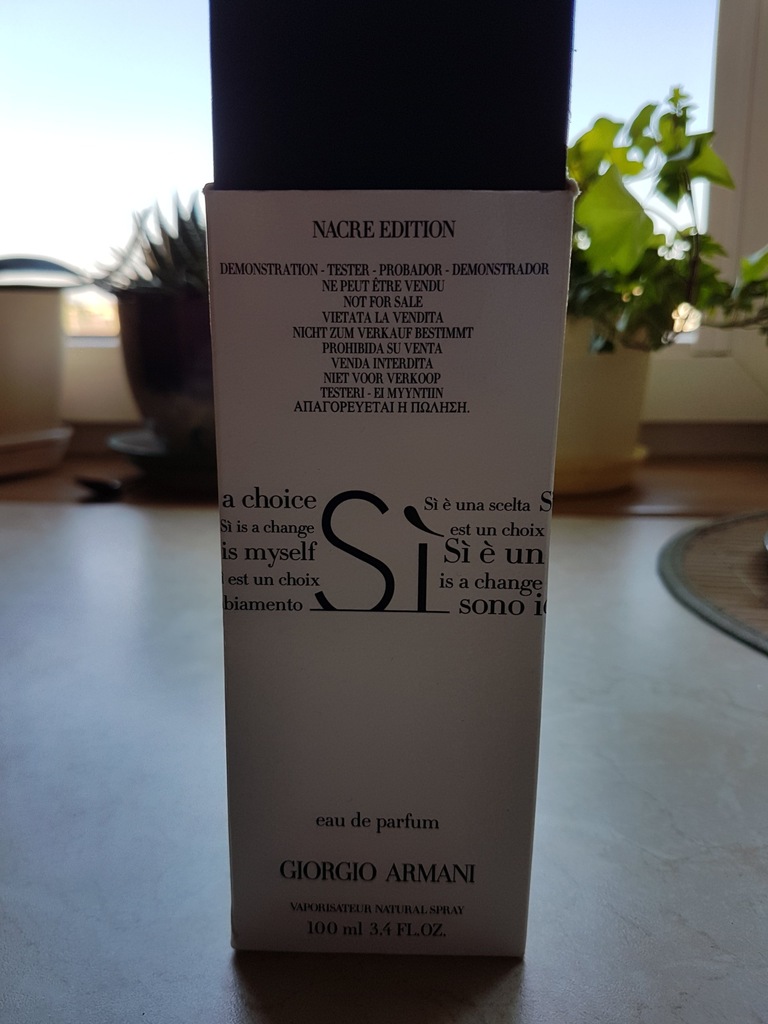 NACRE EDITION
DEMONSTRATION - TESTER - PROBADOR - DEMONSTRADOR
NE PEUT ÊTRE VENDU
NOT FOR SALE
VIETATA LA VENDITA
NICHT ZUM VERKAUF BESTIMMT
PROHIBIDA SU VENTA
VENDA INTERDITA
NIET VOOR VERKOOP
TESTERI - EI MYYNTIIN
ΑΠΑΓΟΡΕΥΕΤΑΙ Η ΠΩΛΗΣΗ.
a choice
Sì is a change
is myself
est un choix
biamento
Sì
Sì è una scelta S
est un choix
Sì è un
is a change
sono io
eau de parfum
GIORGIO ARMANI
VAPORISATEUR NATURAL SPRAY
100 ml 3.4 FL.OZ.